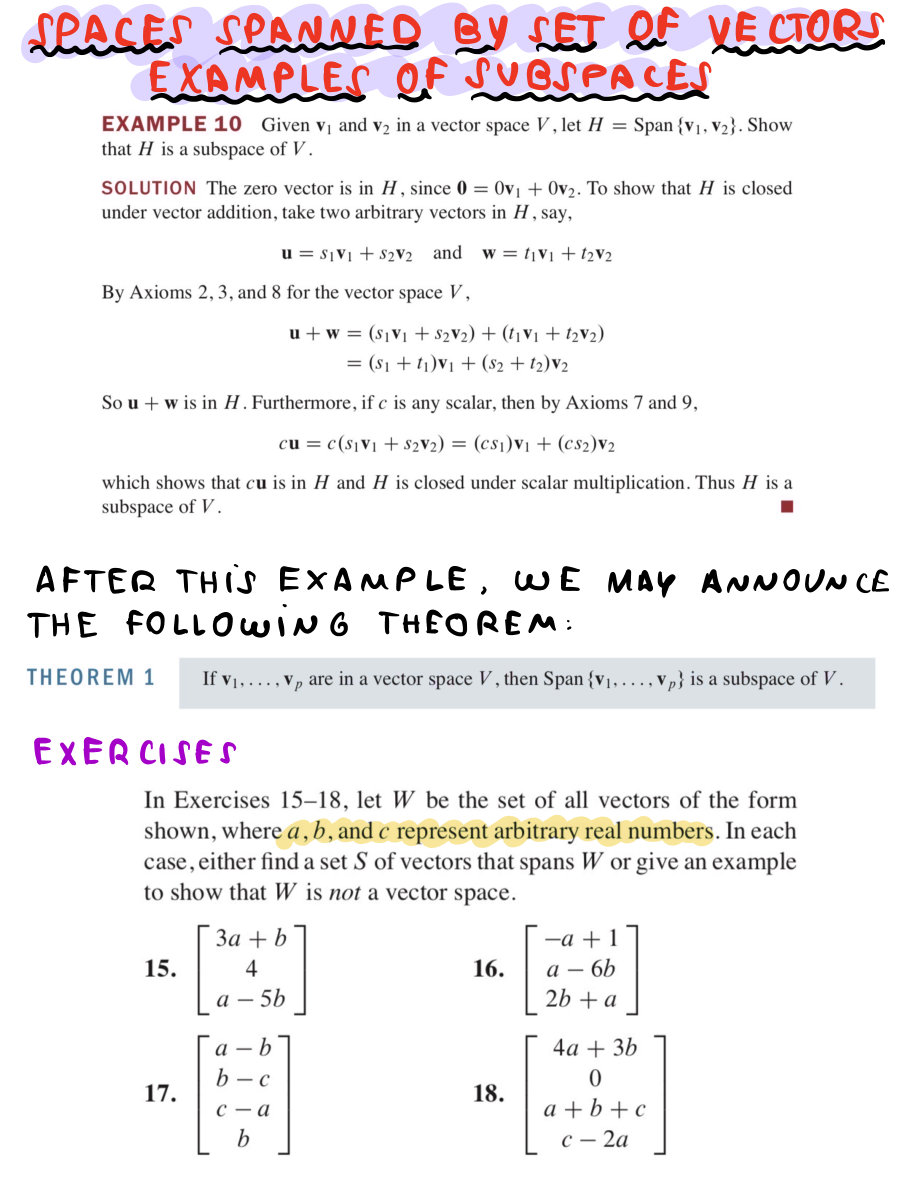 SPACES SPANNED BY SET OF VECTORS
EXAMPLES OF SUBSPACES
EXAMPLE 10 Given v₁ and v₂ in a vector space V, let H = Span {v₁, v₂}. Show
that H is a subspace of V.
SOLUTION The zero vector is in H, since 0 = 0v₁ + 0v₂. To show that H is closed
under vector addition, take two arbitrary vectors in H, say,
u = s₁v₁ + s₂v₂ and w = t₁v₁ + t₂v₂
By Axioms 2, 3, and 8 for the vector space V,
u + w = (s₁v₁ + s₂v₂) + (t₁v₁ + t₂v₂)
= (s₁ + t₁)v₁ + (s₂ + t₂)v₂
So u + w is in H. Furthermore, if c is any scalar, then by Axioms 7 and 9,
cu = c(s₁v₁ + s₂v₂) = (cs₁)v₁ + (cs₂)v₂
which shows that cu is in H and H is closed under scalar multiplication. Thus H is a
subspace of V.
AFTER THIS EXAMPLE, WE MAY ANNOUNCE
THE FOLLOWING THEOREM:
THEOREM 1 If v₁, . . . , vₚ are in a vector space V, then Span {v₁, . . . , vₚ} is a subspace of V.
EXERCISES
In Exercises 15–18, let W be the set of all vectors of the form
shown, where a, b, and c represent arbitrary real numbers. In each
case, either find a set S of vectors that spans W or give an example
to show that W is not a vector space.
15.
3a + b
4
a − 5b
16.
−a + 1
a − 6b
2b + a
17.
a − b
b − c
c − a
b
18.
4a + 3b
0
a + b + c
c − 2a